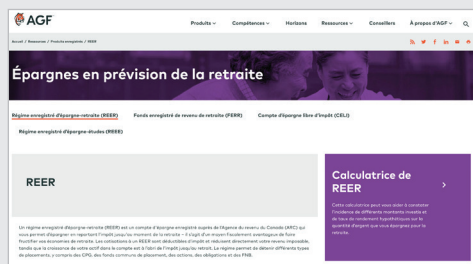 AGF
Produits Compétences Horizons Ressources Conseillers À propos d'AGF
Accueil / Ressources / Produits enregistrés / REER
Épargnes en prévision de la retraite
Régime enregistré d'épargne-retraite (REER) Fonds enregistré de revenu de retraite (FERR) Compte d'épargne libre d'impôt (CELI)
Régime enregistré d'épargne-études (REEE)
REER
Calculatrice de
REER
Cette calculatrice peut vous aider à constater
l'incidence de différents montants investis et
de taux de rendement hypothétiques sur la
quantité d'argent que vous épargnez pour la
retraite.
Un régime enregistré d'épargne-retraite (REER) est un compte d'épargne enregistré auprès de l'Agence du revenu du Canada (ARC) qui
vous permet d'épargner en reportant l'impôt jusqu'au moment de la retraite – il s'agit d'un moyen fiscalement avantageux de faire
fructifier vos économies de retraite. Les cotisations à un REER sont déductibles d'impôt et réduisent directement votre revenu imposable,
tandis que la croissance de votre actif dans le compte est à l'abri de l'impôt jusqu'au retrait. Le régime permet de détenir différents types
de placements, y compris des CPG, des fonds communs de placement, des actions, des obligations et des FNB.